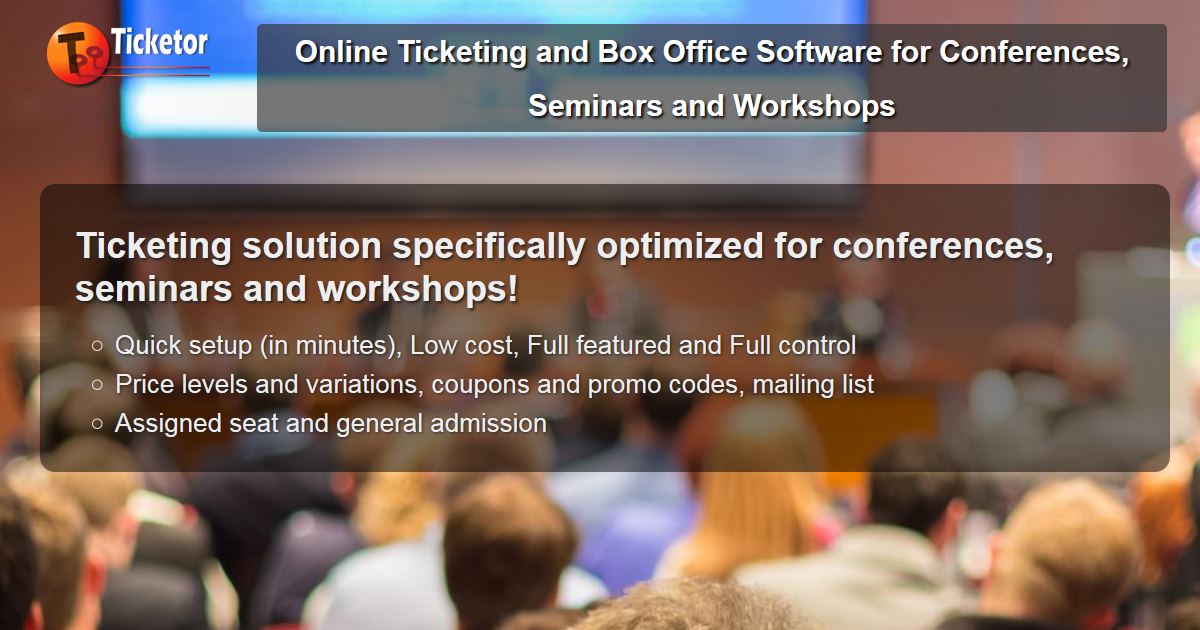 Ticketor
Online Ticketing and Box Office Software for Conferences,
Seminars and Workshops
Ticketing solution specifically optimized for conferences,
seminars and workshops!
Quick setup (in minutes), Low cost, Full featured and Full control
Price levels and variations, coupons and promo codes, mailing list
Assigned seat and general admission